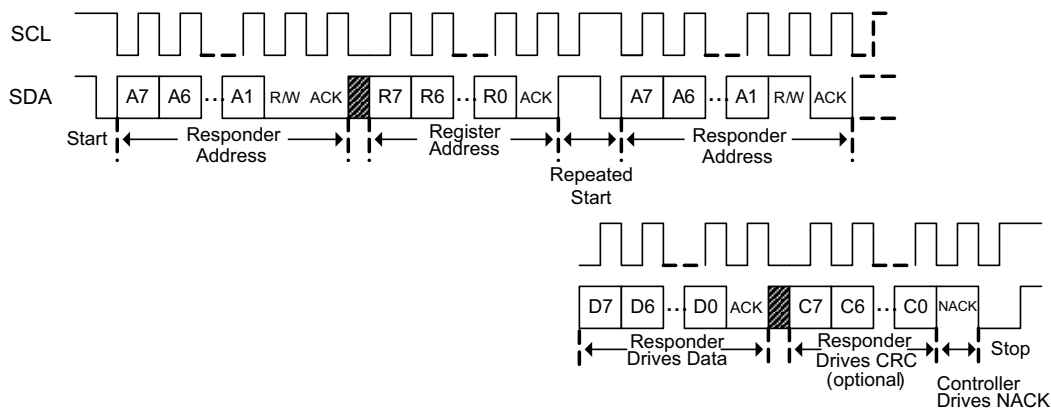 SCL
SDA
A7 A6 ... A1 R/W ACK R7 R6 ... R0 ACK A7 A6 ... A1 R/W ACK
Start
Responder
Address
Register
Address
Repeated
Start
Responder
Address
D7 D6 ... D0 ACK C7 C6 ... C0 NACK
Responder
Drives Data
Responder
Drives CRC
(optional)
Stop
Controller
Drives NACK